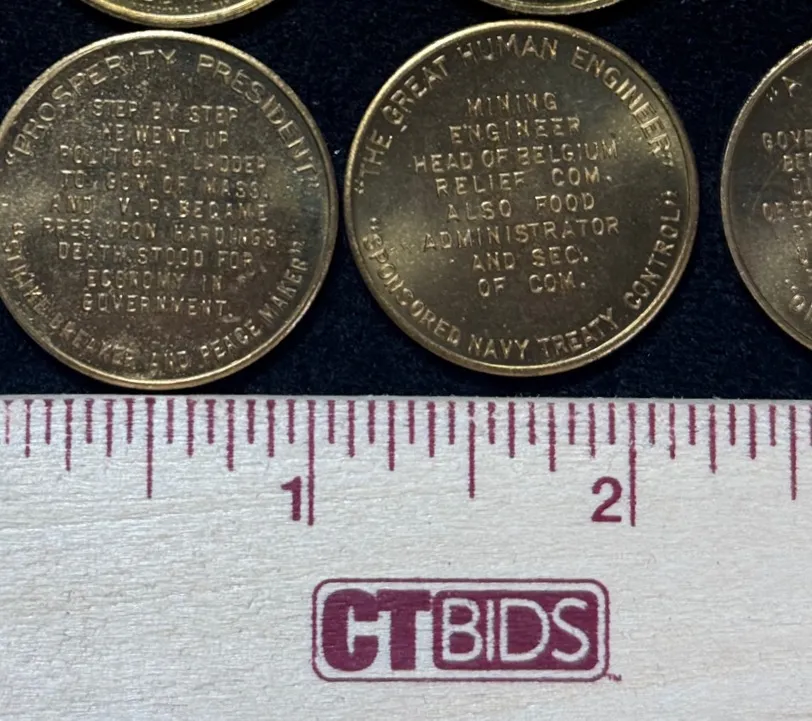 "PROSPERITY PRESIDENT"
STEP BY STEP
HE WENT UP
POLITICAL LADDER
TO GOV. OF MASS.
AND V.P. BECAME
PRES. UPON HARDING'S
DEATH. STOOD FOR
ECONOMY IN
GOVERNMENT.
"STRIKE BREAKER AND PEACE MAKER"
"THE GREAT HUMAN ENGINEER"
MINING
ENGINEER
HEAD OF BELGIUM
RELIEF COM.
ALSO FOOD
ADMINISTRATOR
AND SEC.
OF COM.
"SPONSORED NAVY TREATY CONTROL"
1 2
CTBIDS™